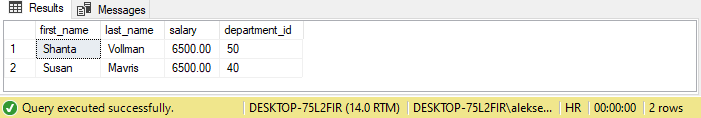 Results Messages
first_name last_name salary department_id
1 Shanta Vollman 6500.00 50
2 Susan Mavris 6500.00 40
Query executed successfully. DESKTOP-75L2FIR (14.0 RTM) DESKTOP-75L2FIR\alekse... HR 00:00:00 2 rows